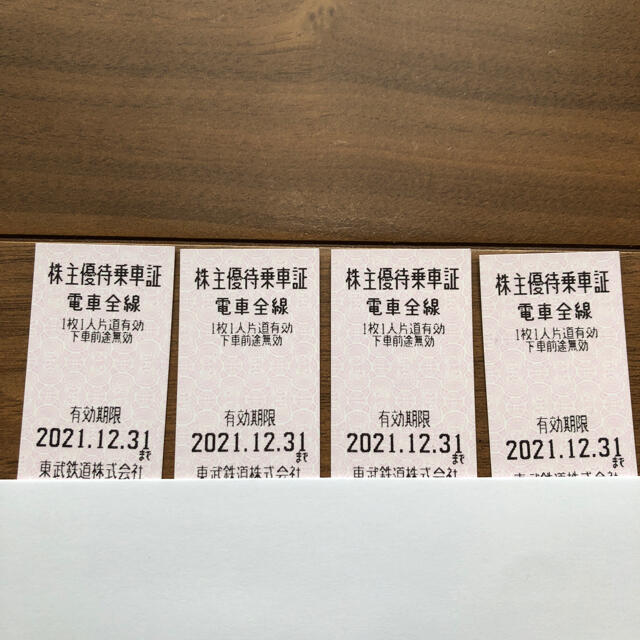 株主優待乗車証
電車全線
1枚1人片道有効
下車前途無効
有効期限
2021.12.31まで
東武鉄道株式会社
株主優待乗車証
電車全線
1枚1人片道有効
下車前途無効
有効期限
2021.12.31まで
東武鉄道株式会社
株主優待乗車証
電車全線
1枚1人片道有効
下車前途無効
有効期限
2021.12.31まで
東武鉄道株式会社
株主優待乗車証
電車全線
1枚1人片道有効
下車前途無効
有効期限
2021.12.31まで